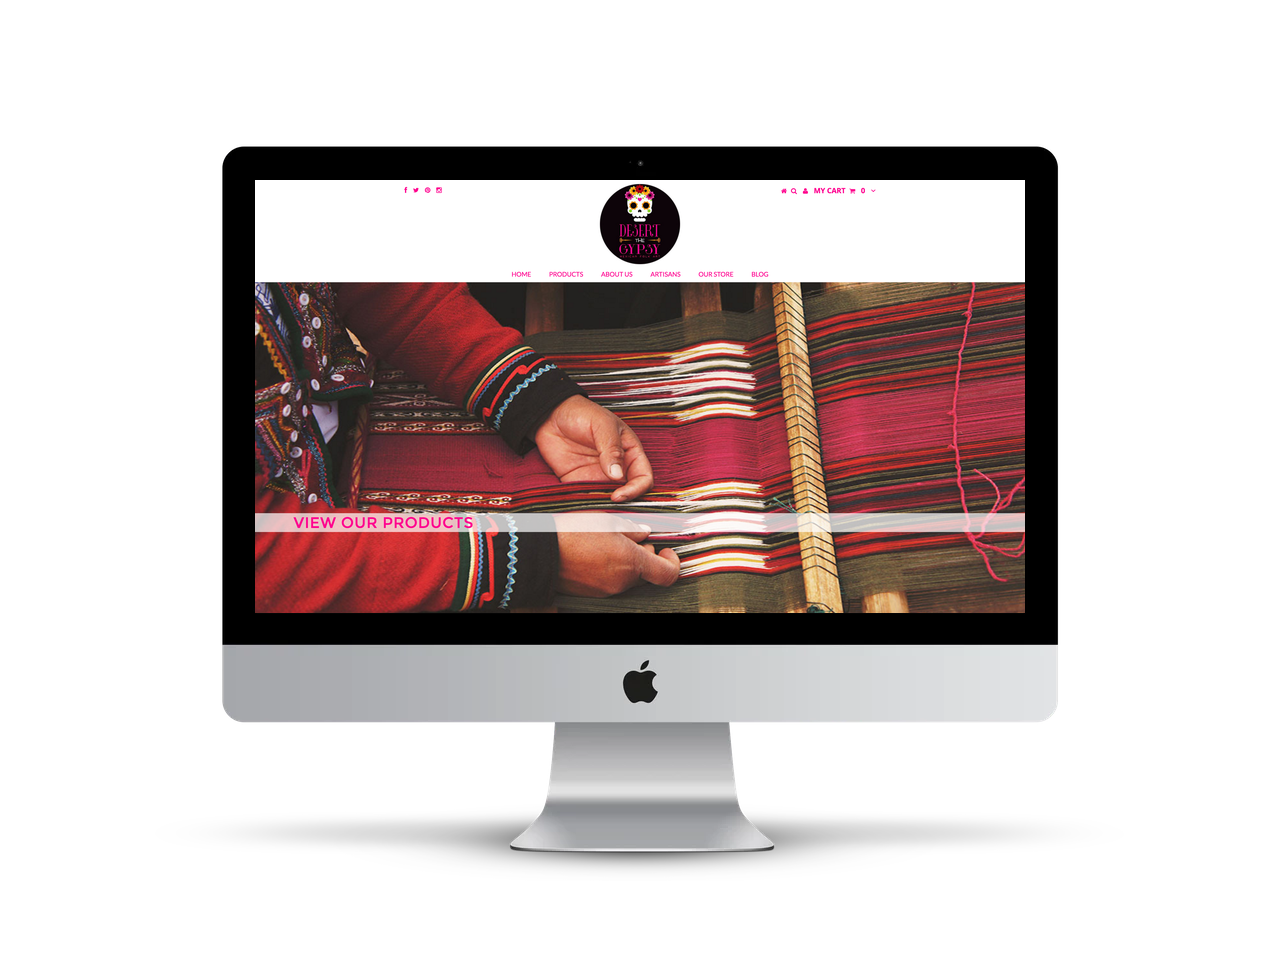 MY CART 0
DESERT
THE
GYPSY
HOME PRODUCTS ABOUT US ARTISANS OUR STORE BLOG
VIEW OUR PRODUCTS